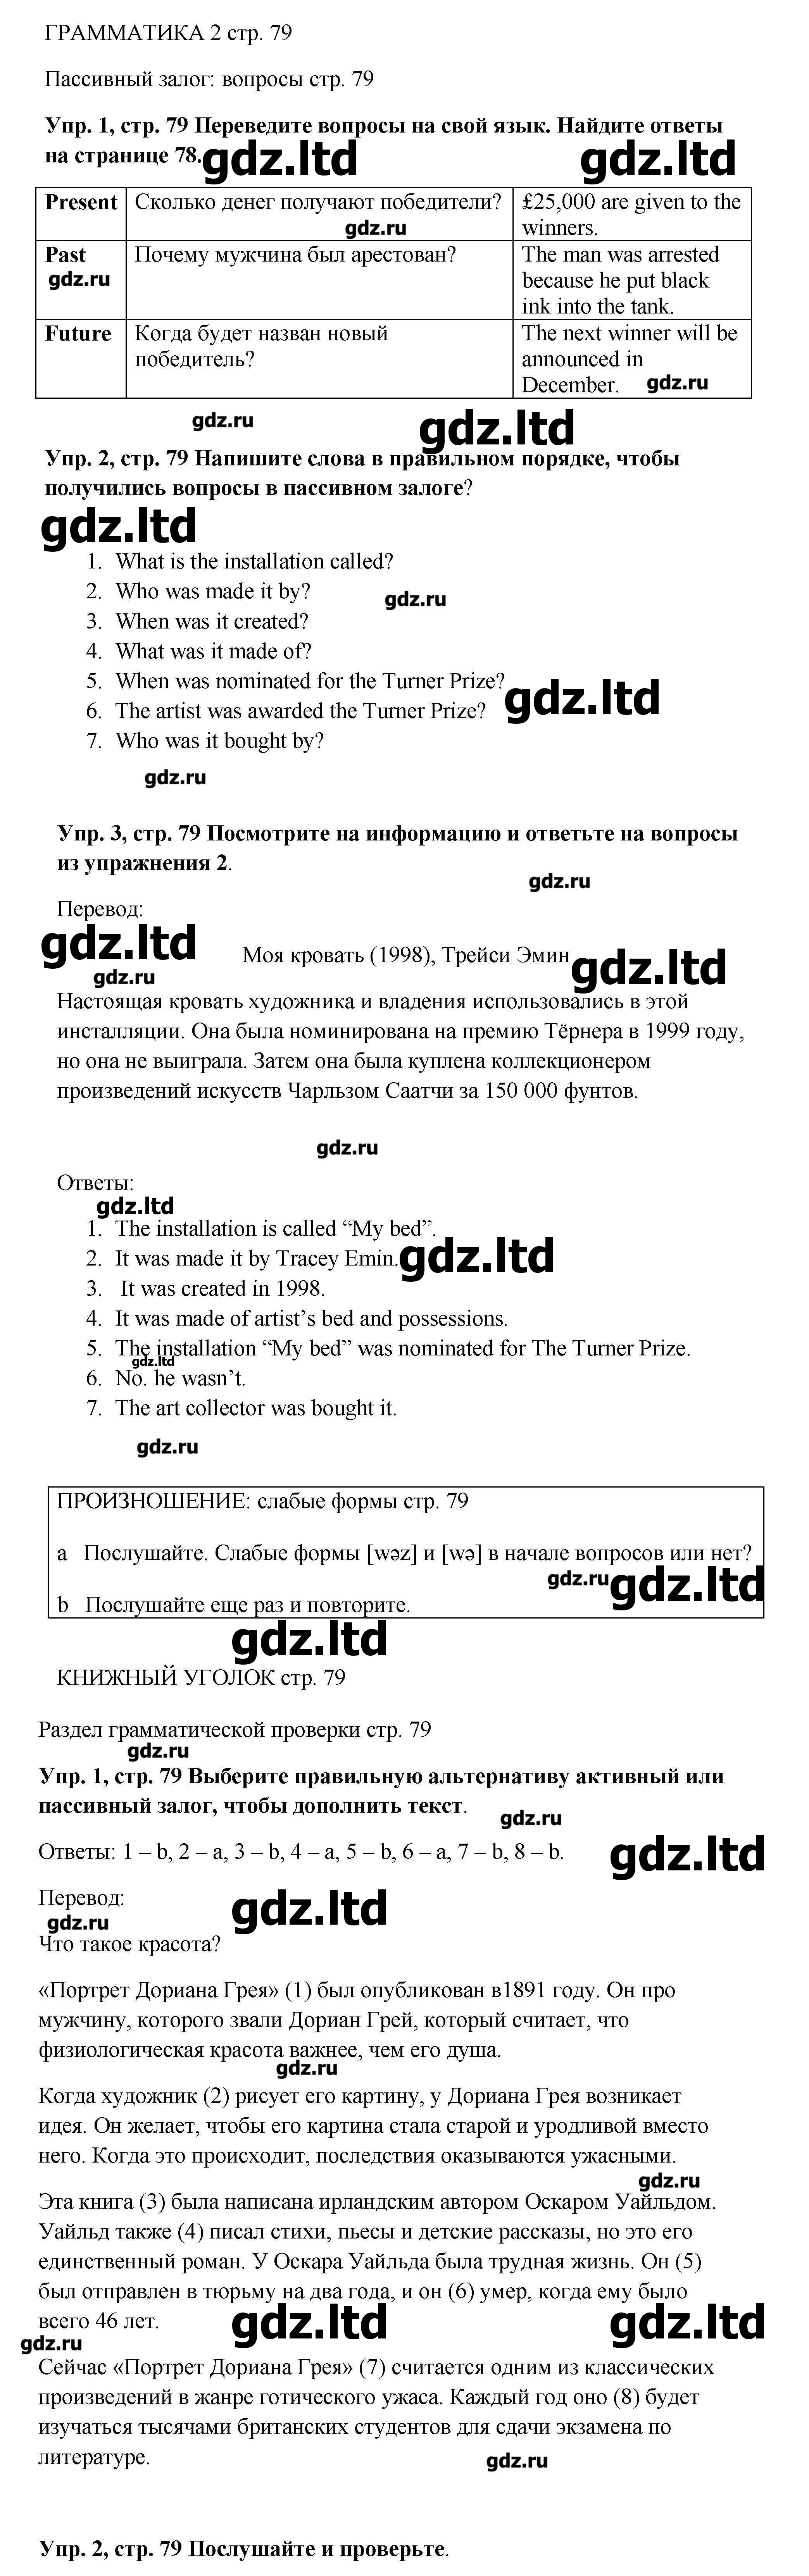 ГРАММАТИКА 2 стр. 79
Пассивный залог: вопросы стр. 79
Упр. 1, стр. 79 Переведите вопросы на свой язык. Найдите ответы
на странице 78.
gdz.ltd
gdz.ltd
Present
Сколько денег получают победители?
£25,000 are given to the
winners.
gdz.ru
Past
Почему мужчина был арестован?
The man was arrested
because he put black
ink into the tank.
gdz.ru
Future
Когда будет назван новый
победитель?
The next winner will be
announced in
December.
gdz.ru
gdz.ru
gdz.ltd
Упр. 2, стр. 79 Напишите слова в правильном порядке, чтобы
получились вопросы в пассивном залоге?
gdz.ltd
1. What is the installation called?
2. Who was made it by?
gdz.ru
3. When was it created?
4. What was it made of?
5. When was nominated for the Turner Prize?
gdz.ltd
6. The artist was awarded the Turner Prize?
7. Who was it bought by?
gdz.ru
Упр. 3, стр. 79 Посмотрите на информацию и ответьте на вопросы
из упражнения 2.
gdz.ru
Перевод:
gdz.ltd
Моя кровать (1998), Трейси Эмин
gdz.ltd
gdz.ru
Настоящая кровать художника и владения использовались в этой
инсталляции. Она была номинирована на премию Тёрнера в 1999 году,
но она не выиграла. Затем она была куплена коллекционером
произведений искусств Чарльзом Саатчи за 150 000 фунтов.
gdz.ru
Ответы:
gdz.ltd
1. The installation is called “My bed”.
2. It was made it by Tracey Emin.
gdz.ltd
3. It was created in 1998.
4. It was made of artist’s bed and possessions.
5. The installation “My bed” was nominated for The Turner Prize.
gdz.ltd
6. No. he wasn’t.
7. The art collector was bought it.
gdz.ru
ПРОИЗНОШЕНИЕ: слабые формы стр. 79
a Послушайте. Слабые формы [wəz] и [wə] в начале вопросов или нет?
gdz.ru
gdz.ltd
b Послушайте еще раз и повторите.
gdz.ltd
КНИЖНЫЙ УГОЛОК стр. 79
Раздел грамматической проверки стр. 79
gdz.ru
Упр. 1, стр. 79 Выберите правильную альтернативу активный или
пассивный залог, чтобы дополнить текст.
gdz.ru
Ответы: 1 – b, 2 – a, 3 – b, 4 – a, 5 – b, 6 – a, 7 – b, 8 – b.
gdz.ltd
Перевод:
gdz.ltd
gdz.ru
Что такое красота?
«Портрет Дориана Грея» (1) был опубликован в1891 году. Он про
мужчину, которого звали Дориан Грей, который считает, что
физиологическая красота важнее, чем его душа.
gdz.ru
Когда художник (2) рисует его картину, у Дориана Грея возникает
идея. Он желает, чтобы его картина стала старой и уродливой вместо
него. Когда это происходит, последствия оказываются ужасными.
gdz.ru
Эта книга (3) была написана ирландским автором Оскаром Уайльдом.
Уайльд также (4) писал стихи, пьесы и детские рассказы, но это его
единственный роман. У Оскара Уайльда была трудная жизнь. Он (5)
был отправлен в тюрьму на два года, и он (6) умер, когда ему было
всего 46 лет.
gdz.ltd
gdz.ltd
gdz.ru
Сейчас «Портрет Дориана Грея» (7) считается одним из классических
произведений в жанре готического ужаса. Каждый год оно (8) будет
изучаться тысячами британских студентов для сдачи экзамена по
литературе.
gdz.ru
Упр. 2, стр. 79 Послушайте и проверьте.